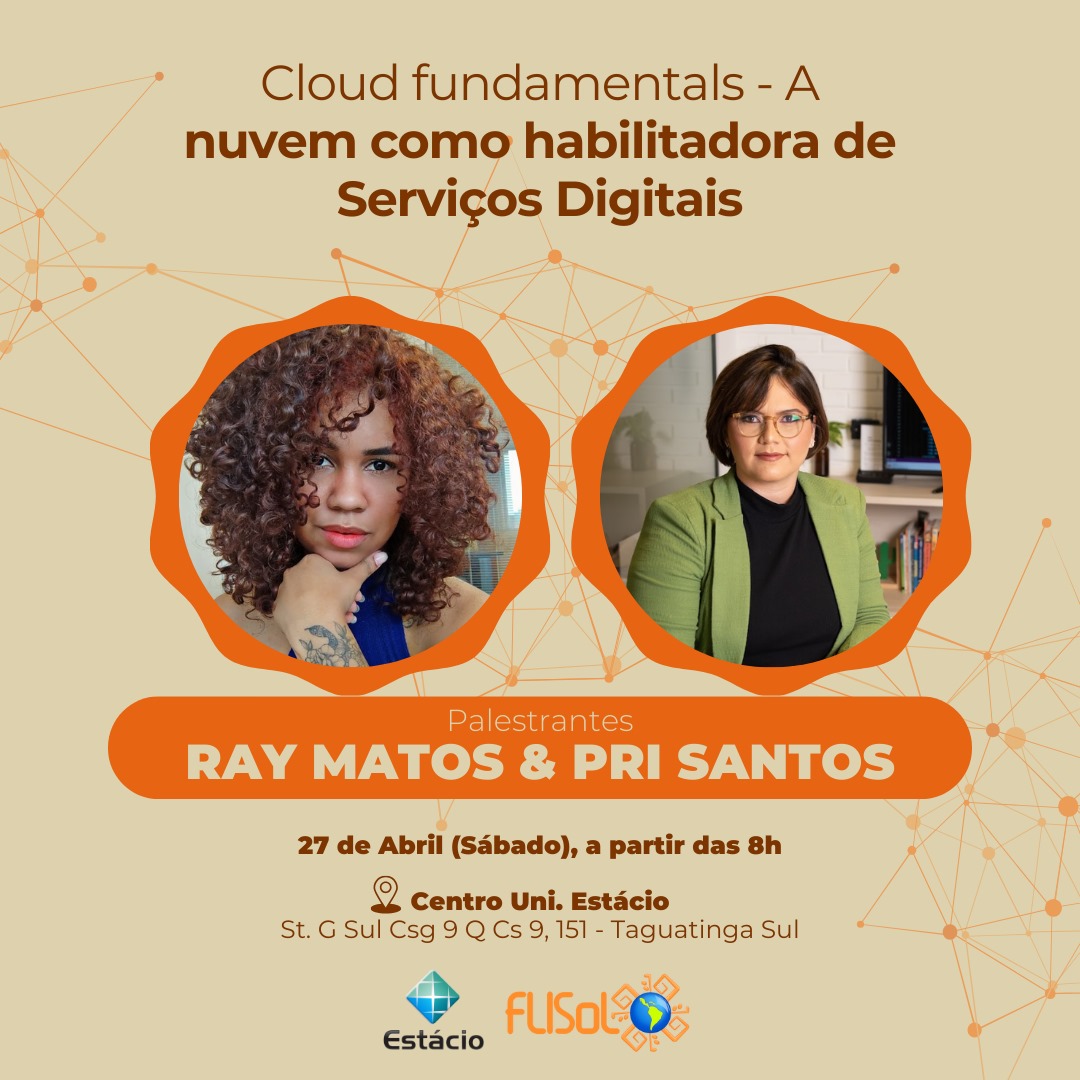 Cloud fundamentals - A
nuvem como habilitadora de
Serviços Digitais
Palestrantes
RAY MATOS & PRI SANTOS
27 de Abril (Sábado), a partir das 8h
Centro Uni. Estácio
St. G Sul Csg 9 Q Cs 9, 151 - Taguatinga Sul
Estácio
FLISoL